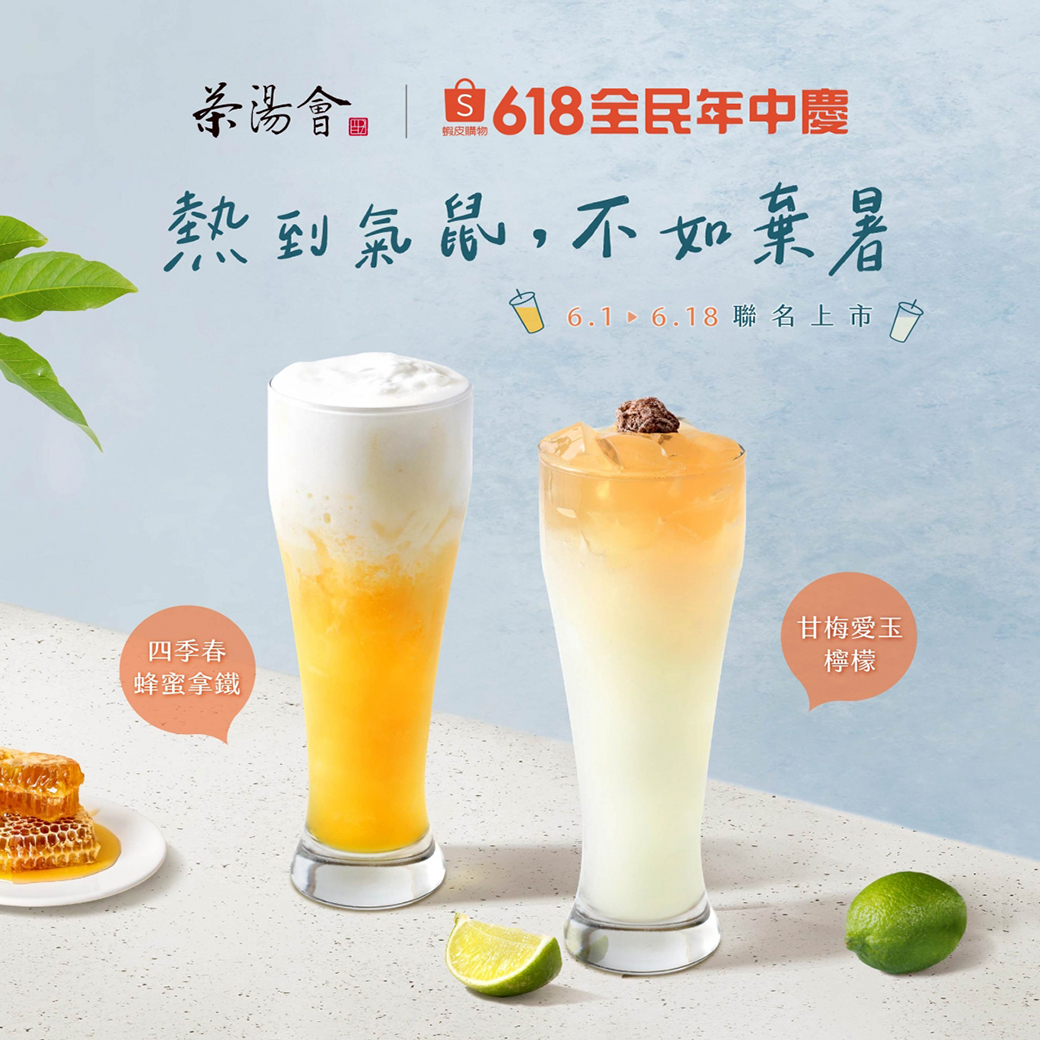 茶湯會
S
蝦皮購物
618全民年中慶
熱到氣鼠,不如棄暑
6.1▶6.18 聯名上市
四季春
蜂蜜拿鐵
甘梅愛玉
檸檬